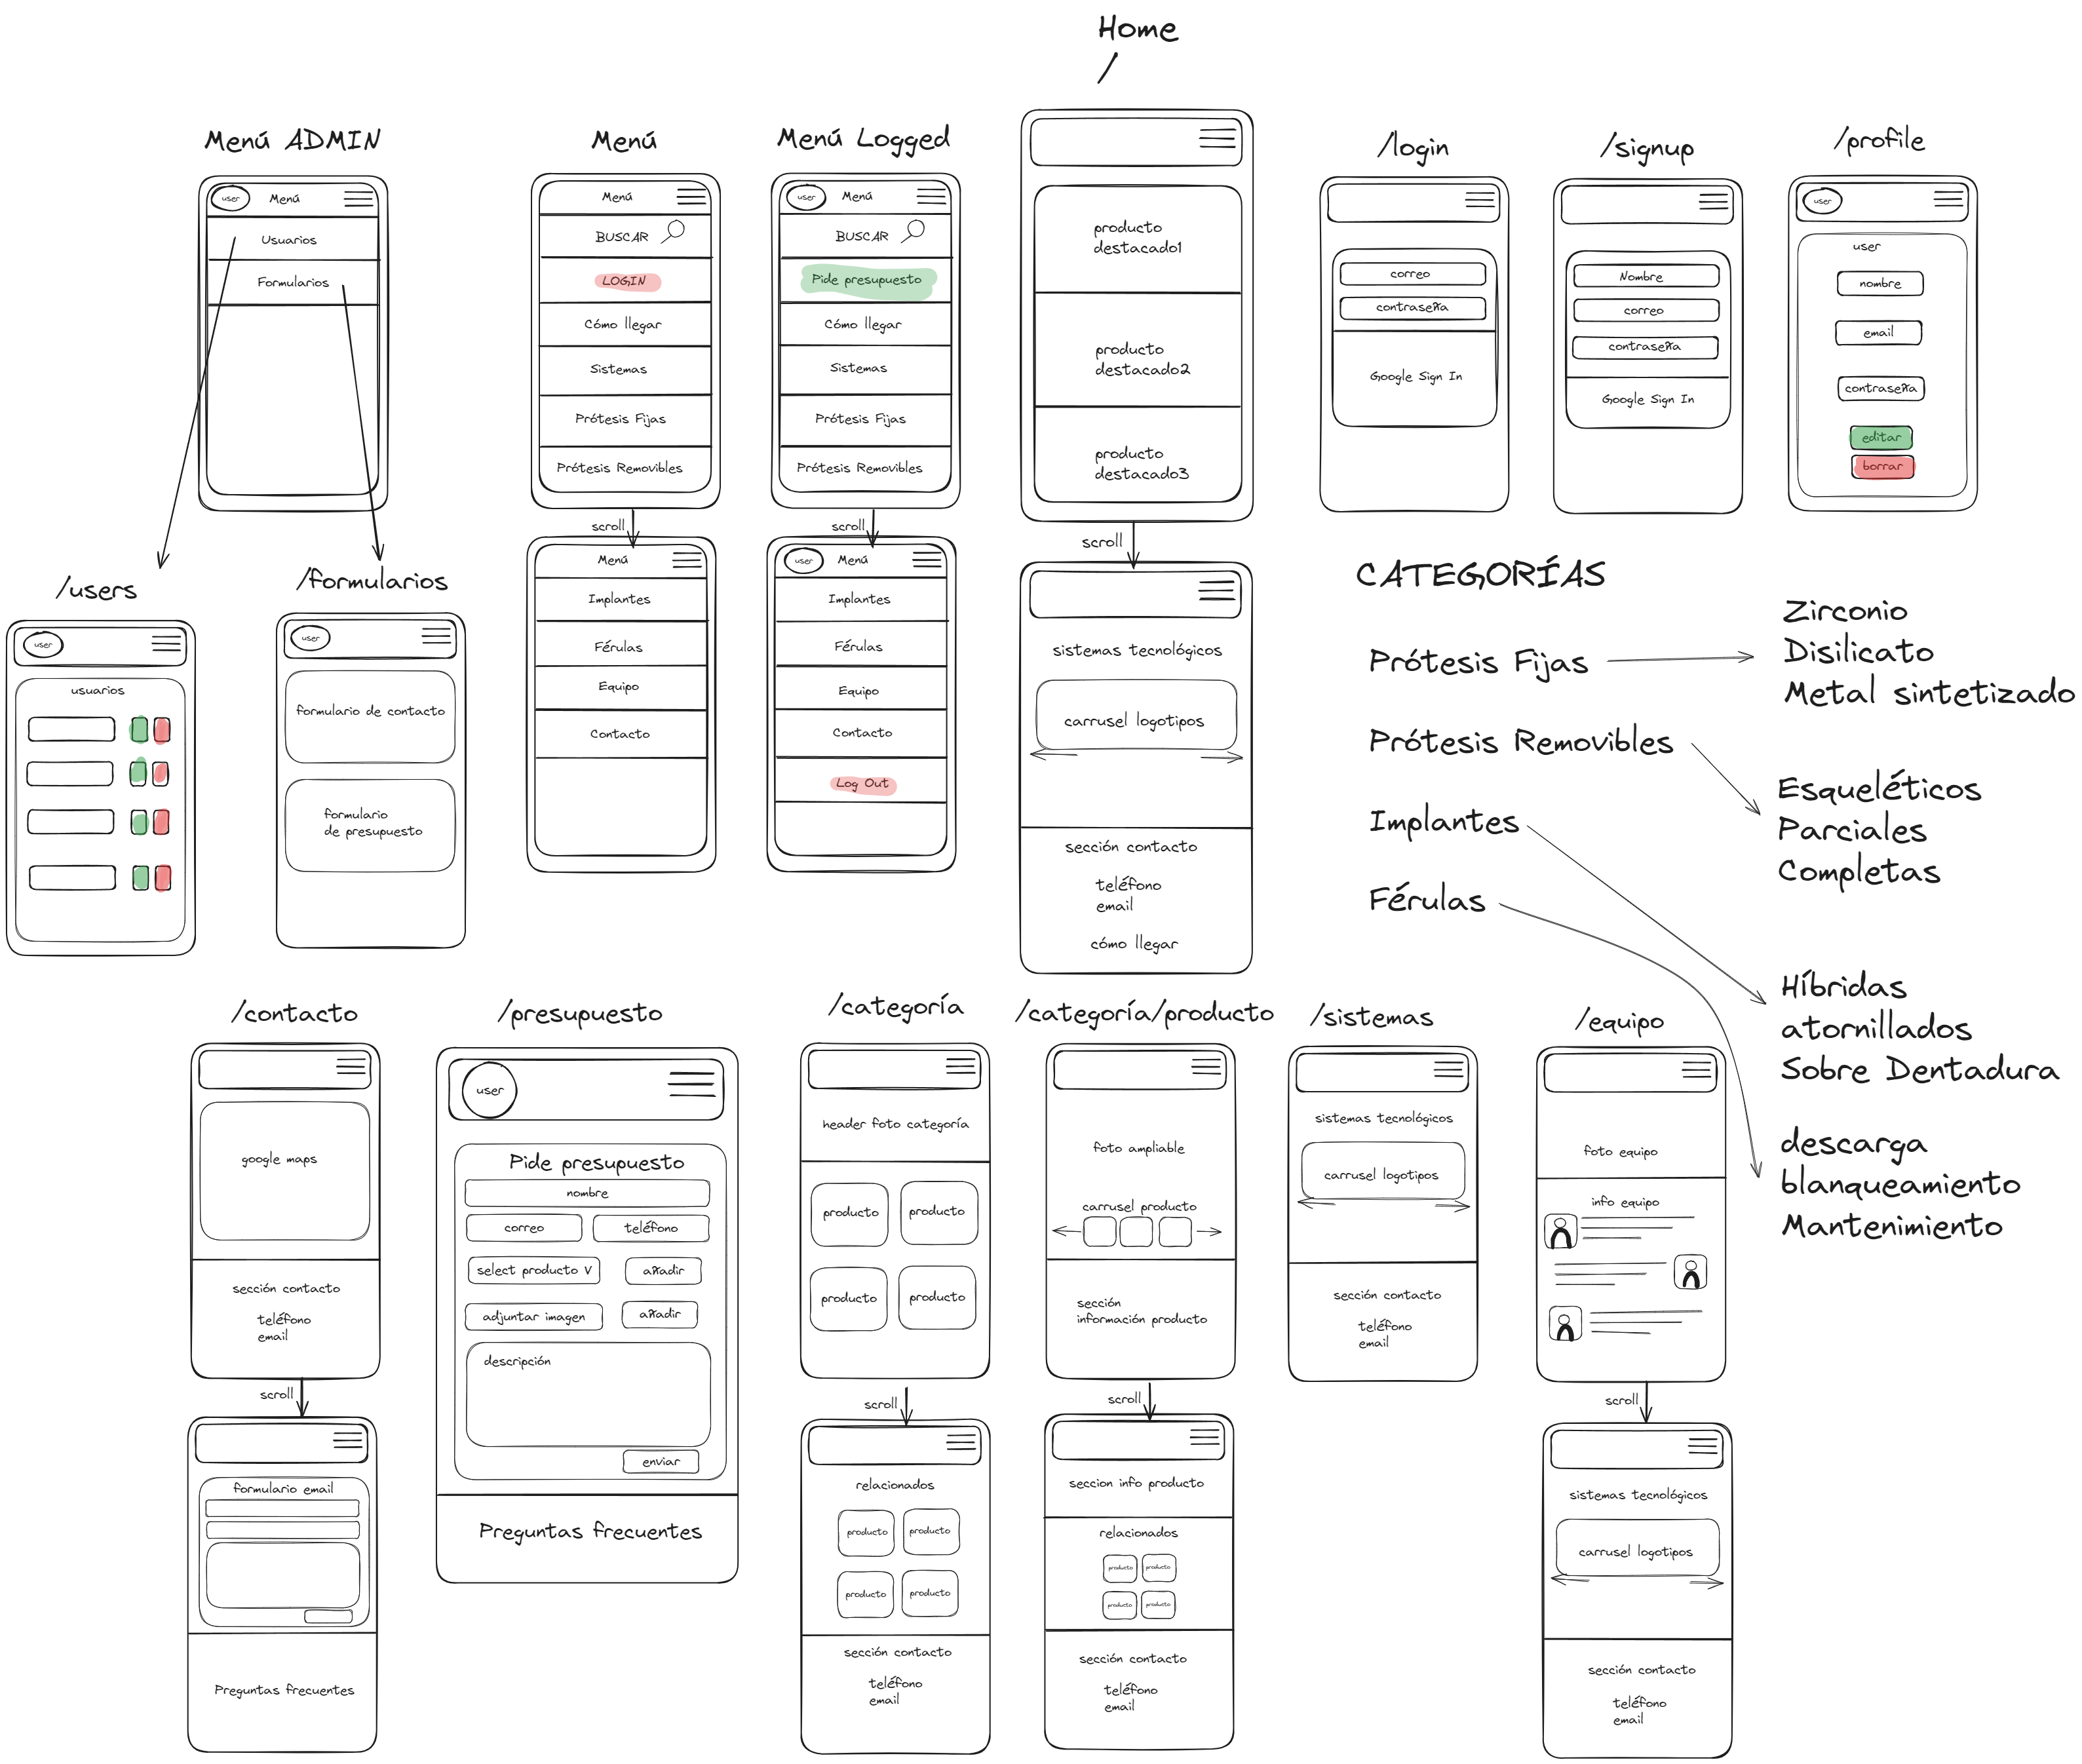 Home
/
Menú ADMIN
user
Menú
Usuarios
Formularios
Menú
Menú
BUSCAR
LOGIN
Cómo llegar
Sistemas
Prótesis Fijas
Prótesis Removibles
scroll
Menú
Implantes
Férulas
Equipo
Contacto
Menú Logged
user
Menú
BUSCAR
Pide presupuesto
Cómo llegar
Sistemas
Prótesis Fijas
Prótesis Removibles
scroll
user
Menú
Implantes
Férulas
Equipo
Contacto
Log Out
producto
destacado1
producto
destacado2
producto
destacado3
scroll
sistemas tecnológicos
carrusel logotipos
sección contacto
teléfono
email
cómo llegar
/login
correo
contraseña
Google Sign In
/signup
Nombre
correo
contraseña
Google Sign In
/profile
user
user
nombre
email
contraseña
editar
borrar
/users
user
usuarios
/formularios
user
formulario de contacto
formulario
de presupuesto
CATEGORÍAS
Prótesis Fijas
Zirconio
Disilicato
Metal sintetizado
Prótesis Removibles
Esqueléticos
Parciales
Completas
Implantes
Híbridas
atornillados
Sobre Dentadura
Férulas
descarga
blanqueamiento
Mantenimiento
/contacto
google maps
sección contacto
teléfono
email
scroll
formulario email
Preguntas frecuentes
/presupuesto
user
Pide presupuesto
nombre
correo
teléfono
select producto V
añadir
adjuntar imagen
añadir
descripción
enviar
Preguntas frecuentes
/categoría
header foto categoría
producto
producto
producto
producto
scroll
relacionados
producto
producto
producto
producto
sección contacto
teléfono
email
/categoría/producto
foto ampliable
carrusel producto
sección
información producto
scroll
seccion info producto
relacionados
producto
producto
producto
producto
sección contacto
teléfono
email
/sistemas
sistemas tecnológicos
carrusel logotipos
sección contacto
teléfono
email
/equipo
foto equipo
info equipo
scroll
sistemas tecnológicos
carrusel logotipos
sección contacto
teléfono
email